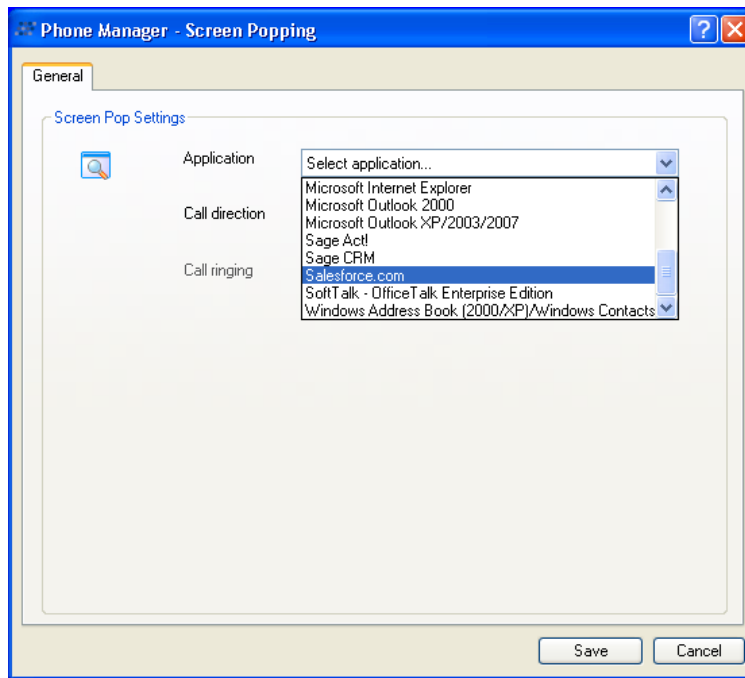 Phone Manager - Screen Popping
General
Screen Pop Settings
Application
Select application...
Microsoft Internet Explorer
Microsoft Outlook 2000
Call direction
Microsoft Outlook XP/2003/2007
Sage Act!
Sage CRM
Call ringing
Salesforce.com
SoftTalk - OfficeTalk Enterprise Edition
Windows Address Book (2000/XP)/Windows Contacts
Save
Cancel